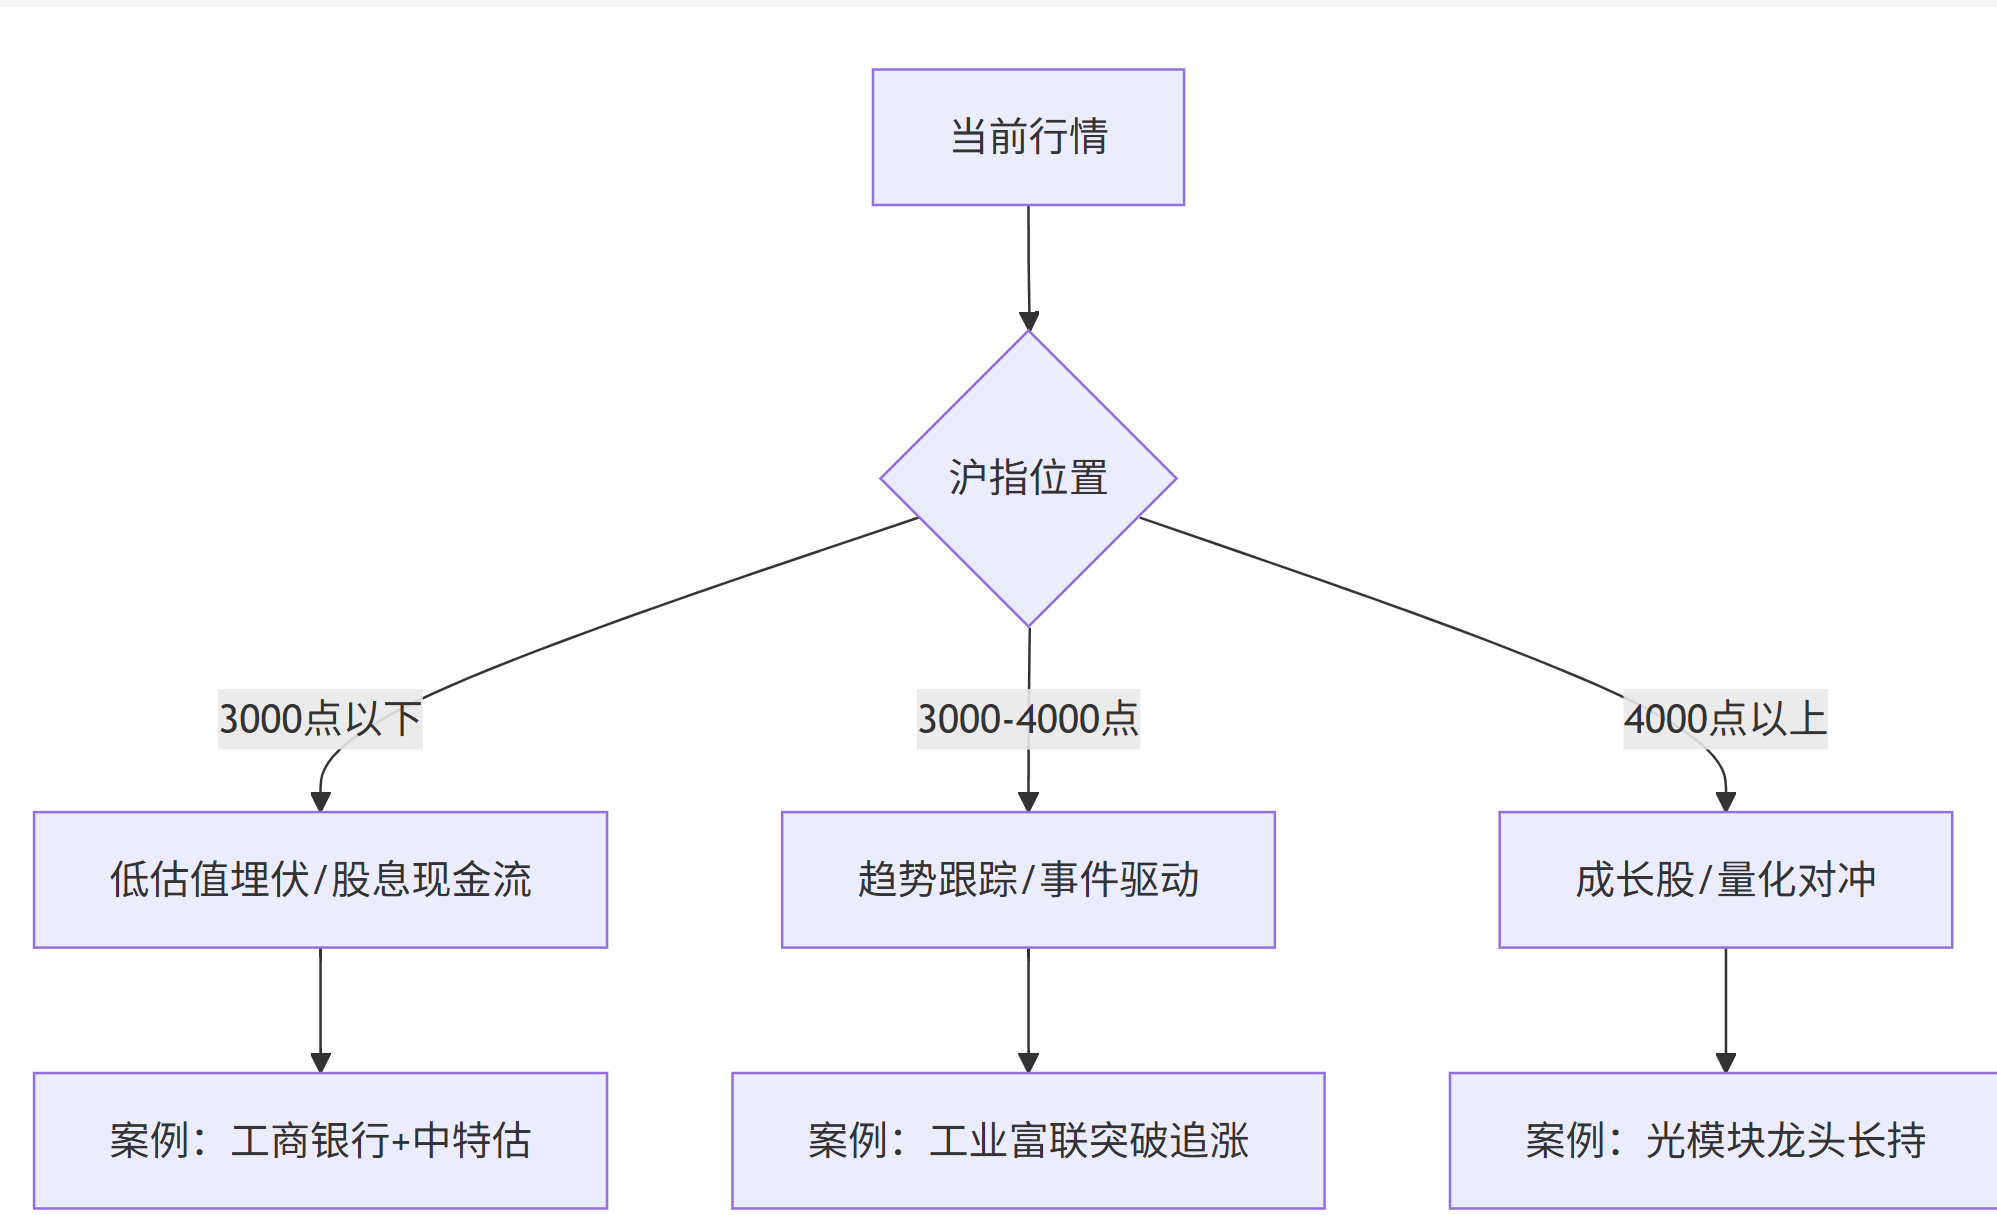 当前行情
沪指位置
3000点以下
3000-4000点
4000点以上
低估值埋伏/股息现金流
趋势跟踪/事件驱动
成长股/量化对冲
案例：工商银行+中特估
案例：工业富联突破追涨
案例：光模块龙头长持